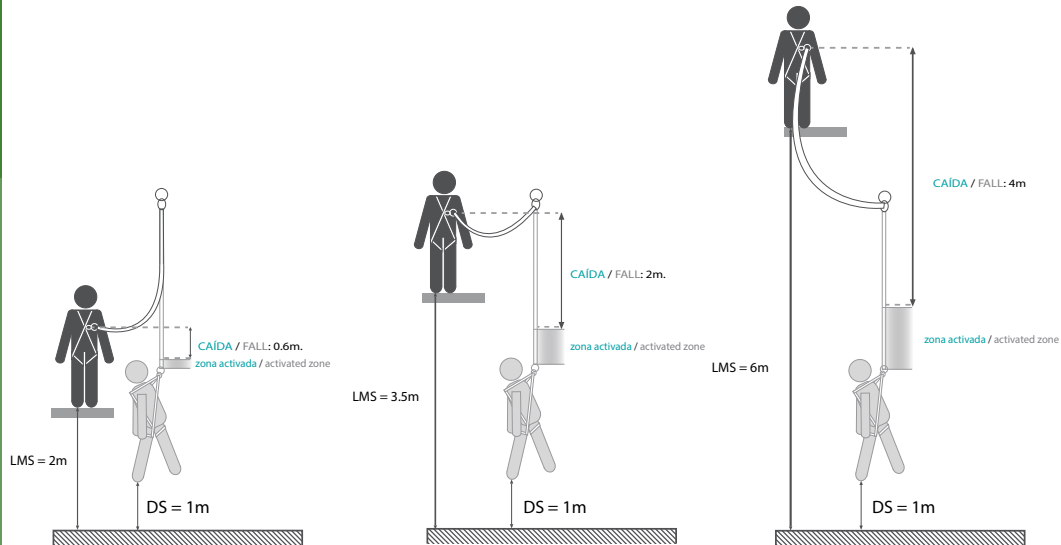 CAÍDA / FALL: 0.6m.
zona activada / activated zone
LMS = 2m
DS = 1m
CAÍDA / FALL: 2m.
zona activada / activated zone
LMS = 3.5m
DS = 1m
CAÍDA / FALL: 4m
zona activada / activated zone
LMS = 6m
DS = 1m